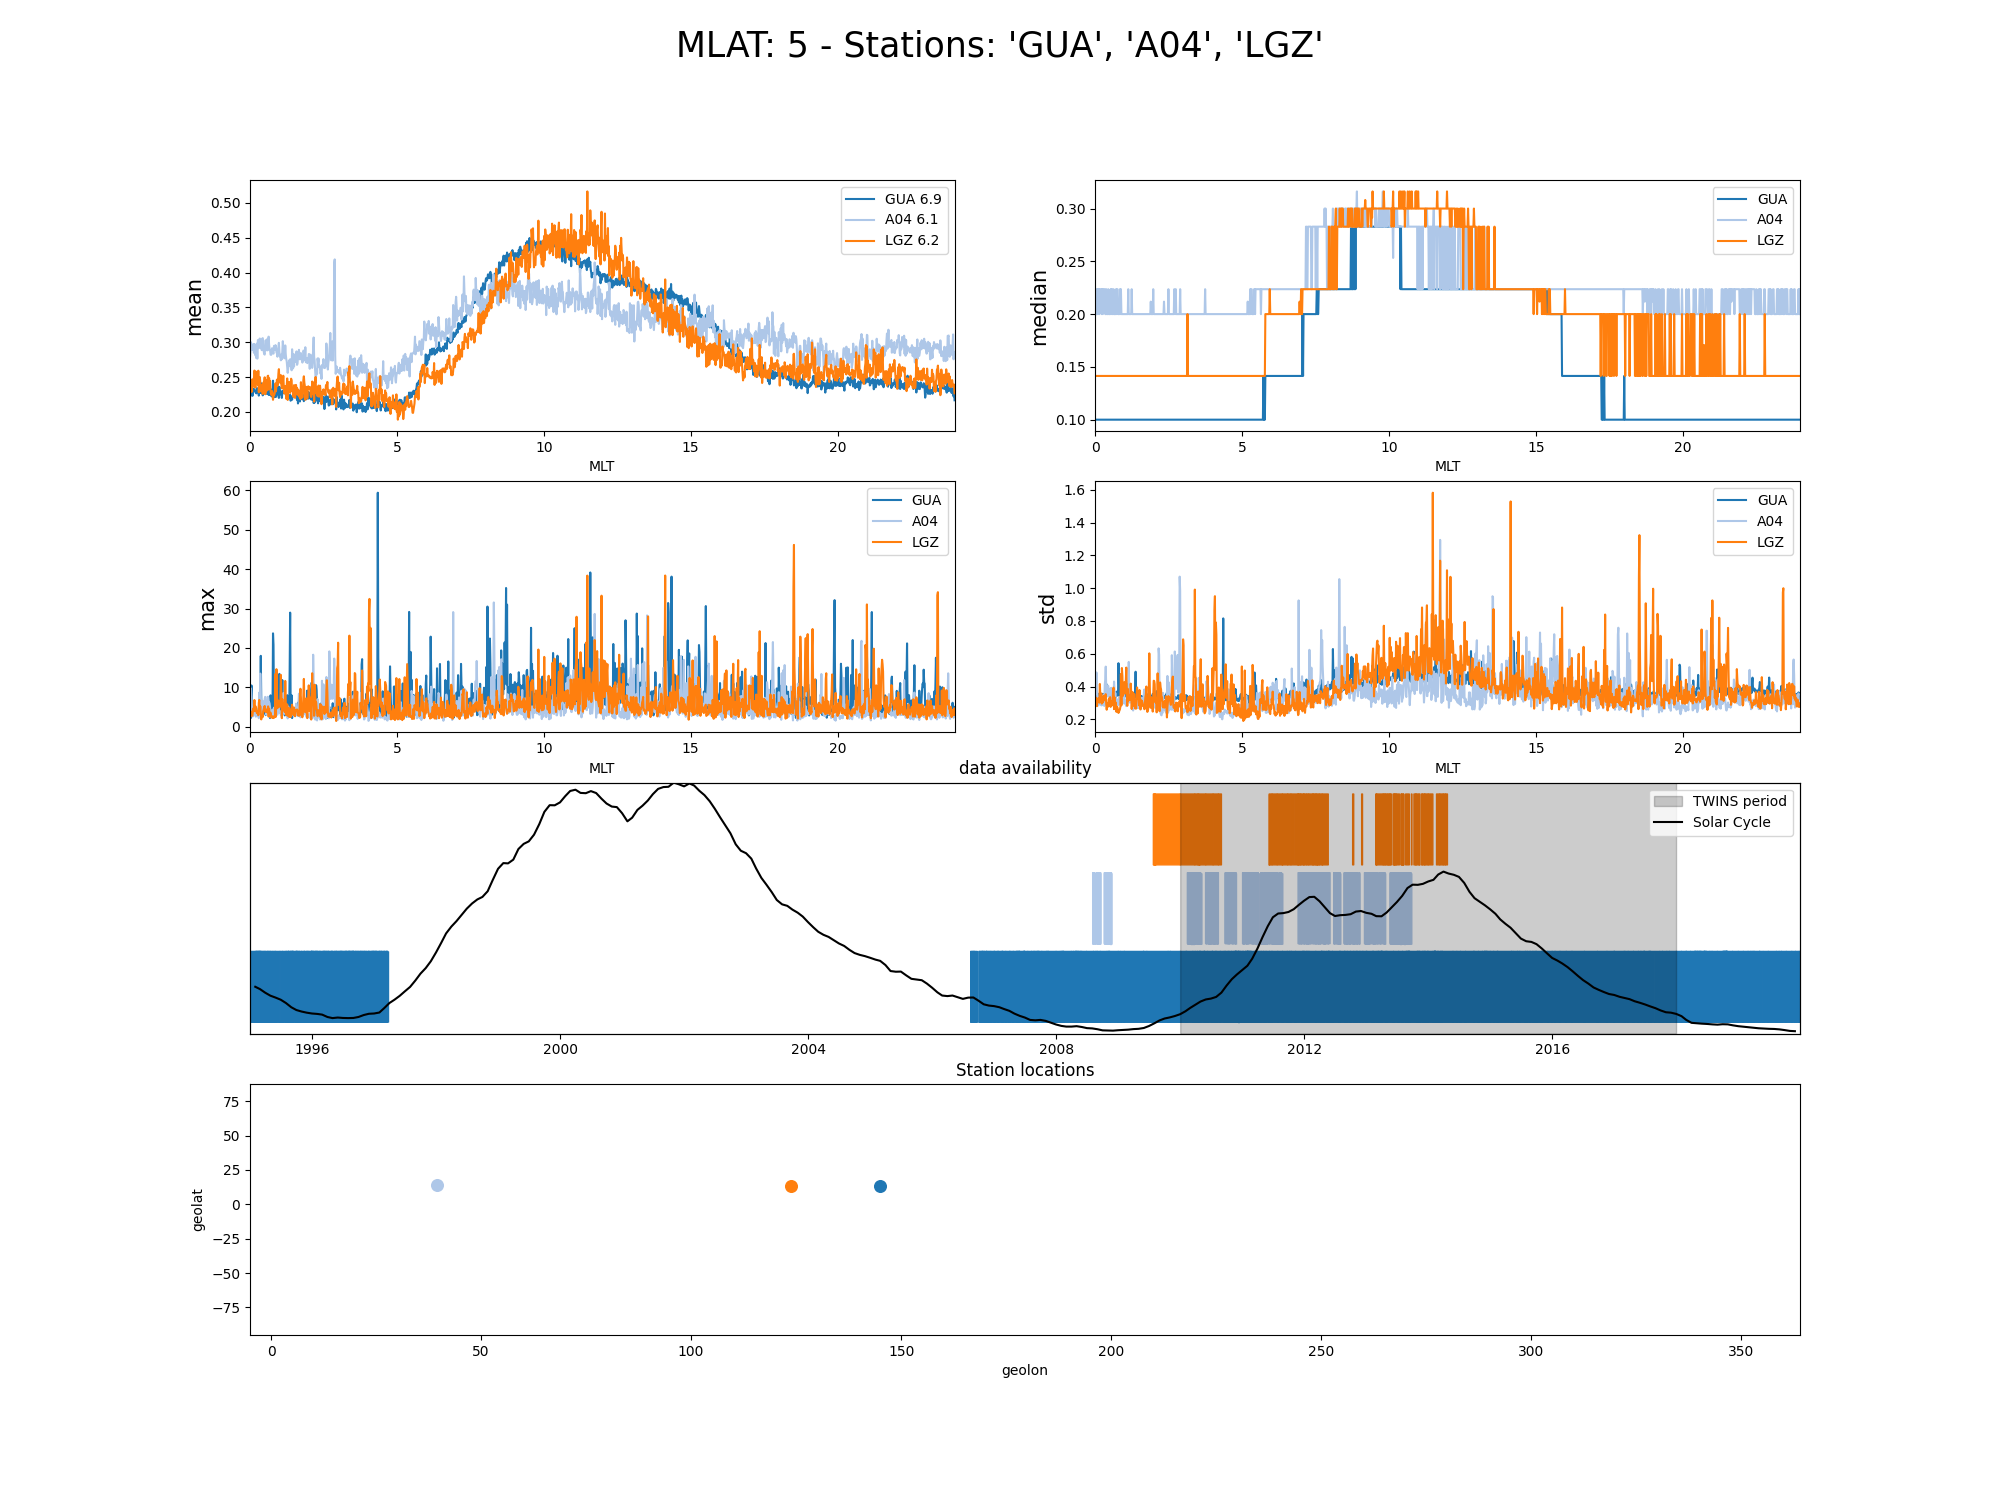 MLAT: 5 - Stations: 'GUA', 'A04', 'LGZ'
mean
0.50
0.45
0.40
0.35
0.30
0.25
0.20
0 5 10 15 20
MLT
GUA 6.9
A04 6.1
LGZ 6.2
median
0.30
0.25
0.20
0.15
0.10
0 5 10 15 20
MLT
GUA
A04
LGZ
max
60
50
40
30
20
10
0
0 5 10 15 20
MLT
GUA
A04
LGZ
std
1.6
1.4
1.2
1.0
0.8
0.6
0.4
0.2
0 5 10 15 20
MLT
GUA
A04
LGZ
data availability
TWINS period
Solar Cycle
1996 2000 2004 2008 2012 2016
Station locations
geolat
75
50
25
0
−25
−50
−75
0 50 100 150 200 250 300 350
geolon